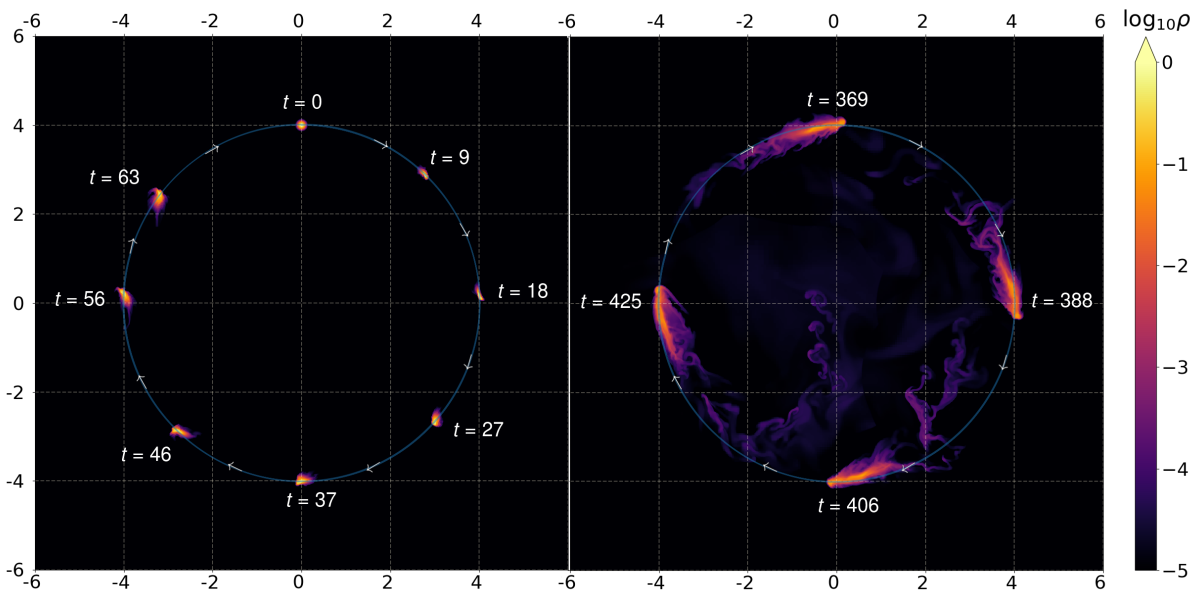 -6 -4 -2 0 2 4 6 -4 -2 0 2 4 6
log₁₀ρ
6
4
2
0
-2
-4
-6
t = 0
t = 9
t = 63
t = 56
t = 18
t = 27
t = 46
t = 37
t = 369
t = 425
t = 388
t = 406
0
−1
−2
−3
−4
−5
-6 -4 -2 0 2 4 -6 -4 -2 0 2 4 6